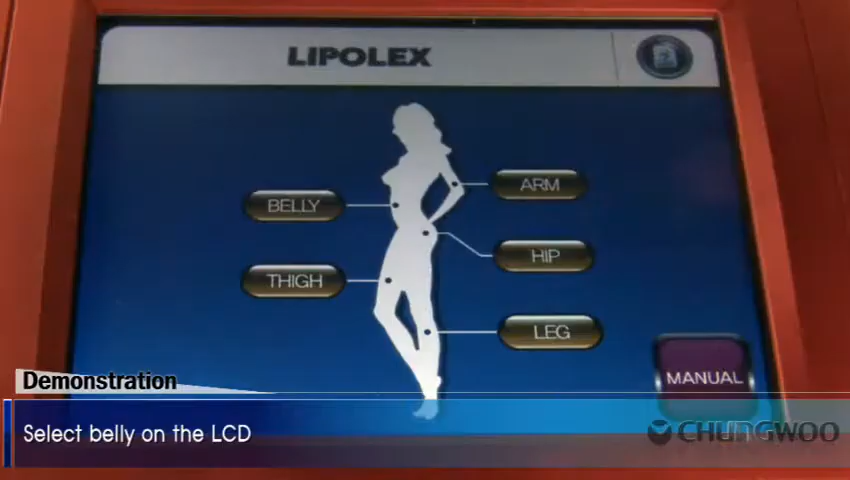 LIPOLEX
ARM
BELLY
HIP
THIGH
LEG
MANUAL
Demonstration
Select belly on the LCD
CHUNGWOO